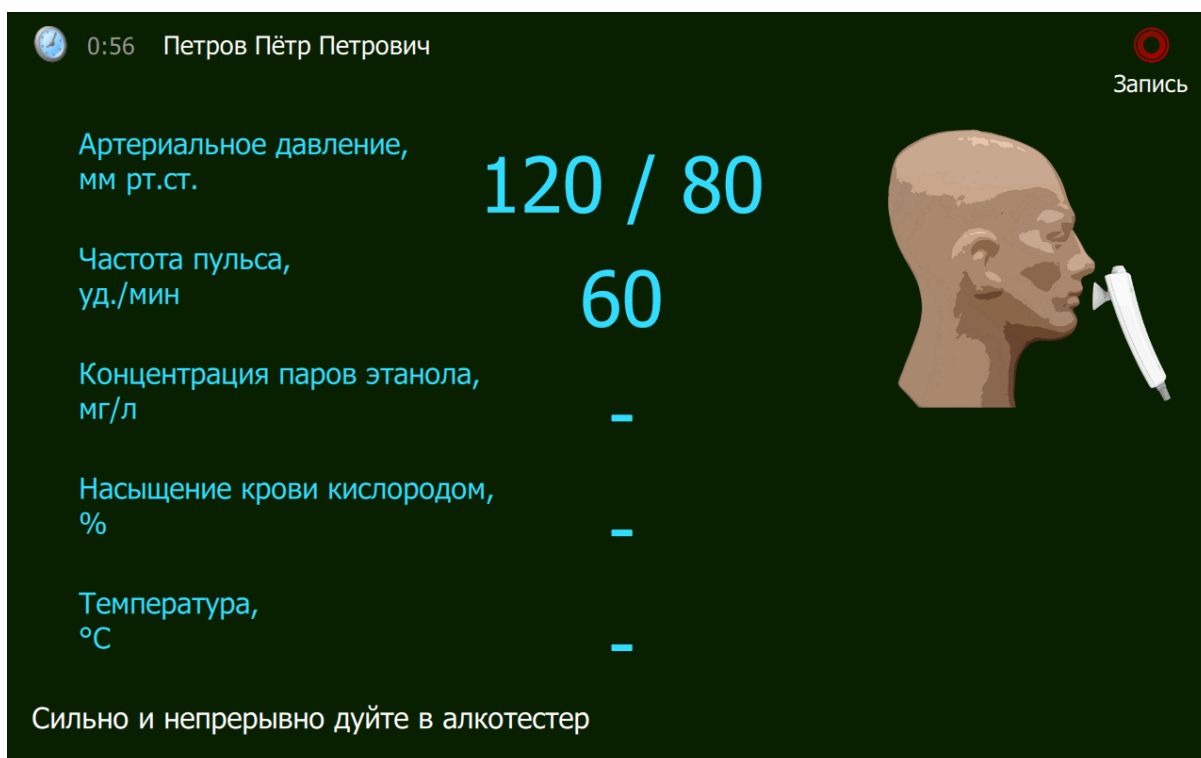 0:56 Петров Пётр Петрович
Запись
Артериальное давление,
мм рт.ст.
120 / 80
Частота пульса,
уд./мин
60
Концентрация паров этанола,
мг/л
-
Насыщение крови кислородом,
%
-
Температура,
°C
-
Сильно и непрерывно дуйте в алкотестер